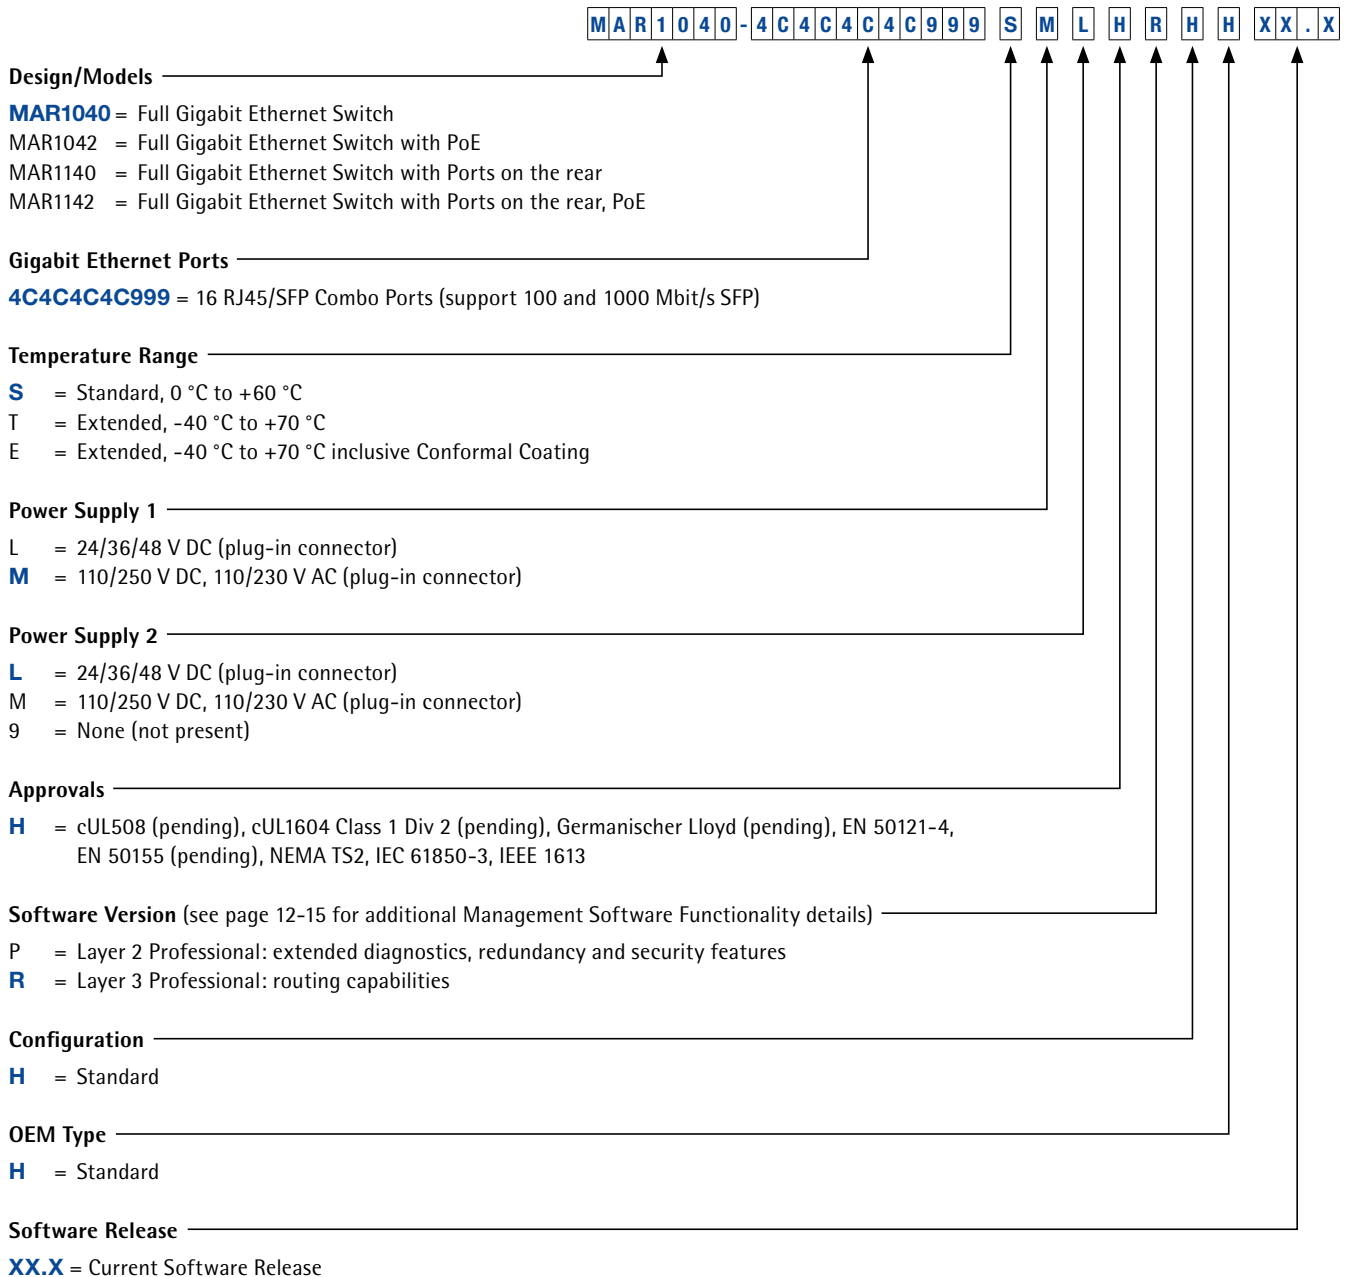 MAR1040-4C4C4C4C999 S M L H R H H XX.X
Design/Models
MAR1040 = Full Gigabit Ethernet Switch
MAR1042 = Full Gigabit Ethernet Switch with PoE
MAR1140 = Full Gigabit Ethernet Switch with Ports on the rear
MAR1142 = Full Gigabit Ethernet Switch with Ports on the rear, PoE
Gigabit Ethernet Ports
4C4C4C4C999 = 16 RJ45/SFP Combo Ports (support 100 and 1000 Mbit/s SFP)
Temperature Range
S = Standard, 0 °C to +60 °C
T = Extended, -40 °C to +70 °C
E = Extended, -40 °C to +70 °C inclusive Conformal Coating
Power Supply 1
L = 24/36/48 V DC (plug-in connector)
M = 110/250 V DC, 110/230 V AC (plug-in connector)
Power Supply 2
L = 24/36/48 V DC (plug-in connector)
M = 110/250 V DC, 110/230 V AC (plug-in connector)
9 = None (not present)
Approvals
H = cUL508 (pending), cUL1604 Class 1 Div 2 (pending), Germanischer Lloyd (pending), EN 50121-4,
EN 50155 (pending), NEMA TS2, IEC 61850-3, IEEE 1613
Software Version (see page 12-15 for additional Management Software Functionality details)
P = Layer 2 Professional: extended diagnostics, redundancy and security features
R = Layer 3 Professional: routing capabilities
Configuration
H = Standard
OEM Type
H = Standard
Software Release
XX.X = Current Software Release